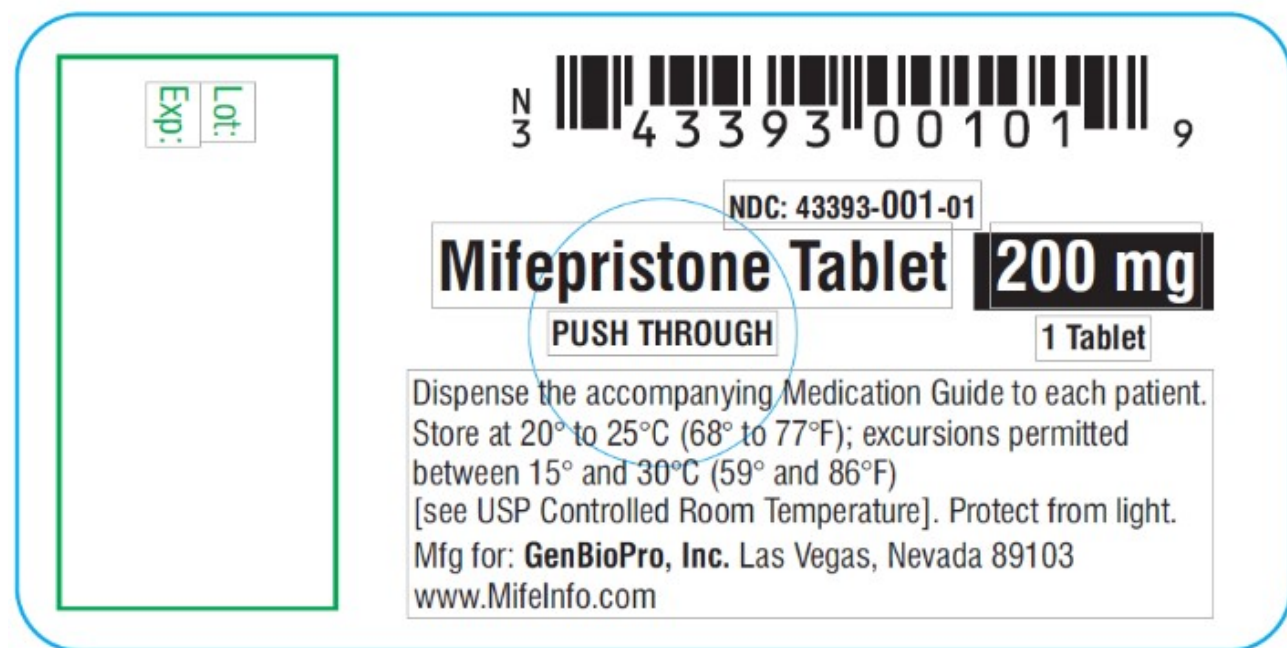 Lot:
Exp:
N
3
43393 00101 9
NDC: 43393-001-01
Mifepristone Tablet 200 mg
PUSH THROUGH
1 Tablet
Dispense the accompanying Medication Guide to each patient.
Store at 20° to 25°C (68° to 77°F); excursions permitted
between 15° and 30°C (59° and 86°F)
[see USP Controlled Room Temperature]. Protect from light.
Mfg for: GenBioPro, Inc. Las Vegas, Nevada 89103
www.MifeInfo.com